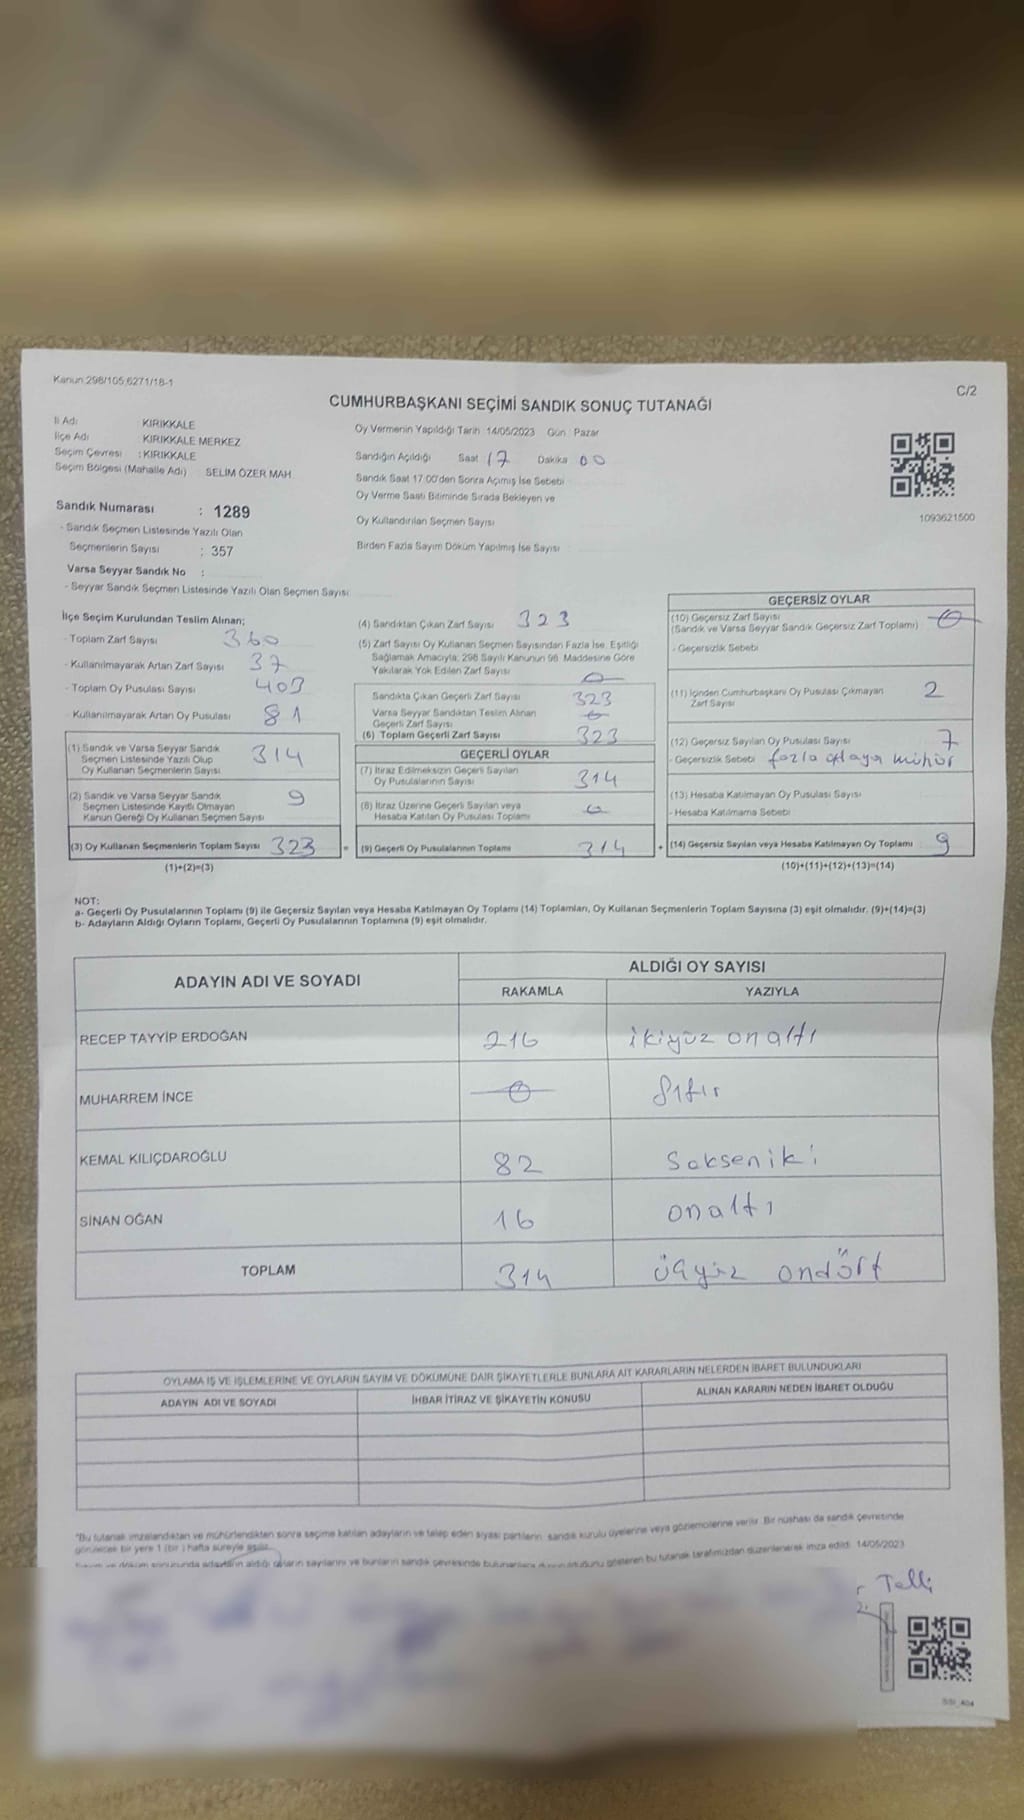 Kanun:298/105,6271/18-1
C/2
CUMHURBAŞKANI SEÇİMİ SANDIK SONUÇ TUTANAĞI
İl Adı : KIRIKKALE
İlçe Adı KIRIKKALE MERKEZ
Seçim Çevresi : KIRIKKALE
Seçim Bölgesi (Mahalle Adı) SELİM ÖZER MAH.
Sandık Numarası : 1289
- Sandık Seçmen Listesinde Yazılı Olan
Seçmenlerin Sayısı : 357
Varsa Seyyar Sandık No :
- Seyyar Sandık Seçmen Listesinde Yazılı Olan Seçmen Sayısı
Oy Vermenin Yapıldığı Tarih :14/05/2023 Gün : Pazar
Sandığın Açıldığı Saat 17 Dakika 00
Sandık Saat 17:00'den Sonra Açımış İse Sebebi
Oy Verme Saati Bitiminde Sırada Bekleyen ve
Oy Kullandırılan Seçmen Sayısı
Birden Fazla Sayım Döküm Yapılmış İse Sayısı
1093621500
İlçe Seçim Kurulundan Teslim Alınan;
- Toplam Zarf Sayısı 360
- Kullanılmayarak Artan Zarf Sayısı 37
- Toplam Oy Pusulası Sayısı 403
- Kullanılmayarak Artan Oy Pusulası 81
(1) Sandık ve Varsa Seyyar Sandık
Seçmen Listesinde Yazılı Olup
Oy Kullanan Seçmenlerin Sayısı 314
(2) Sandık ve Varsa Seyyar Sandık
Seçmen Listesinde Kayıtlı Olmayan
Kanun Gereği Oy Kullanan Seçmen Sayısı 9
(3) Oy Kullanan Seçmenlerin Toplam Sayısı 323 =
(1)+(2)=(3)
(4) Sandıktan Çıkan Zarf Sayısı 323
(5) Zarf Sayısı Oy Kullanan Seçmen Sayısından Fazla İse, Eşitliği
Sağlamak Amacıyla; 298 Sayılı Kanunun 98. Maddesine Göre
Yakılarak Yok Edilen Zarf Sayısı 0
Sandıkta Çıkan Geçerli Zarf Sayısı 323
Varsa Seyyar Sandıktan Teslim Alınan
Geçerli Zarf Sayısı 0
(6) Toplam Geçerli Zarf Sayısı 323
GEÇERLİ OYLAR
(7) İtiraz Edilmeksizin Geçerli Sayılan
Oy Pusulalarının Sayısı 314
(8) İtiraz Üzerine Geçerli Sayılan veya
Hesaba Katılan Oy Pusulası Toplamı 0
(9) Geçerli Oy Pusulalarının Toplamı 314 +
GEÇERSİZ OYLAR
(10) Geçersiz Zarf Sayısı
(Sandık ve Varsa Seyyar Sandık Geçersiz Zarf Toplamı) 0
- Geçersizlik Sebebi
(11) İçinden Cumhurbaşkanı Oy Pusulası Çıkmayan
Zarf Sayısı 2
(12) Geçersiz Sayılan Oy Pusulası Sayısı 7
- Geçersizlik Sebebi fazla adaya mühür
(13) Hesaba Katılmayan Oy Pusulası Sayısı
- Hesaba Katılmama Sebebi
(14) Geçersiz Sayılan veya Hesaba Katılmayan Oy Toplamı 9
(10)+(11)+(12)+(13)=(14)
NOT:
a- Geçerli Oy Pusulalarının Toplamı (9) ile Geçersiz Sayılan veya Hesaba Katılmayan Oy Toplamı (14) Toplamları, Oy Kullanan Seçmenlerin Toplam Sayısına (3) eşit olmalıdır. (9)+(14)=(3)
b- Adayların Aldığı Oyların Toplamı, Geçerli Oy Pusulalarının Toplamına (9) eşit olmalıdır.
ADAYIN ADI VE SOYADI ALDIĞI OY SAYISI
RAKAMLA YAZIYLA
RECEP TAYYİP ERDOĞAN 216 ikiyüz onaltı
MUHARREM İNCE 0 Sıfır
KEMAL KILIÇDAROĞLU 82 Sekseniki
SİNAN OĞAN 16 onaltı
TOPLAM 314 üçyüz ondört
OYLAMA İŞ VE İŞLEMLERİNE VE OYLARIN SAYIM VE DÖKÜMÜNE DAİR ŞİKAYETLERLE BUNLARA AİT KARARLARIN NELERDEN İBARET BULUNDUKLARI
ADAYIN ADI VE SOYADI İHBAR İTİRAZ VE ŞİKAYETİN KONUSU ALINAN KARARIN NEDEN İBARET OLDUĞU
*Bu tutanak imzalandıktan ve mühürlendikten sonra seçime katılan adayların ve talep eden siyasi partilerin, sandık kurulu üyelerine veya gözlemcilerine verilir. Bir nüshası da sandık çevresinde
görülecek bir yere 1 (bir) hafta süreyle asılır.
adayların aldığı oyların sayılarını ve bunların sandık çevresinde gösteren bu tutanak tarafımızdan düzenlenerek imza edildi. 14/05/2023
Telli